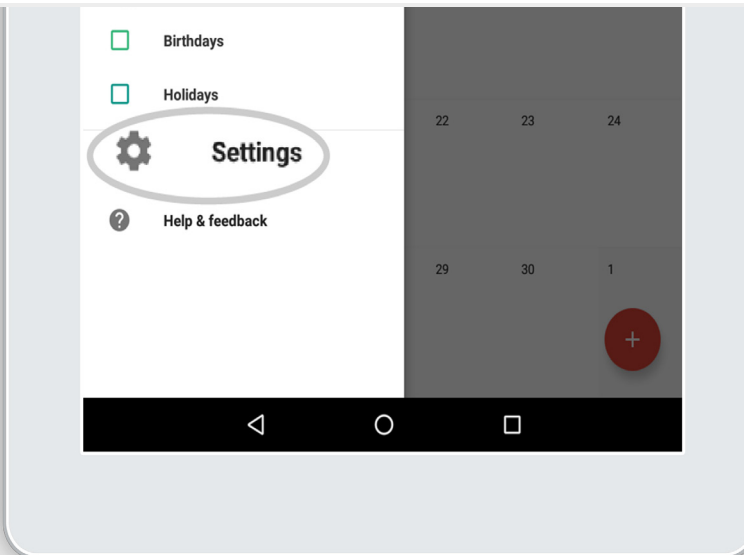 Birthdays
Holidays
Settings
Help & feedback
22 23 24
29 30 1